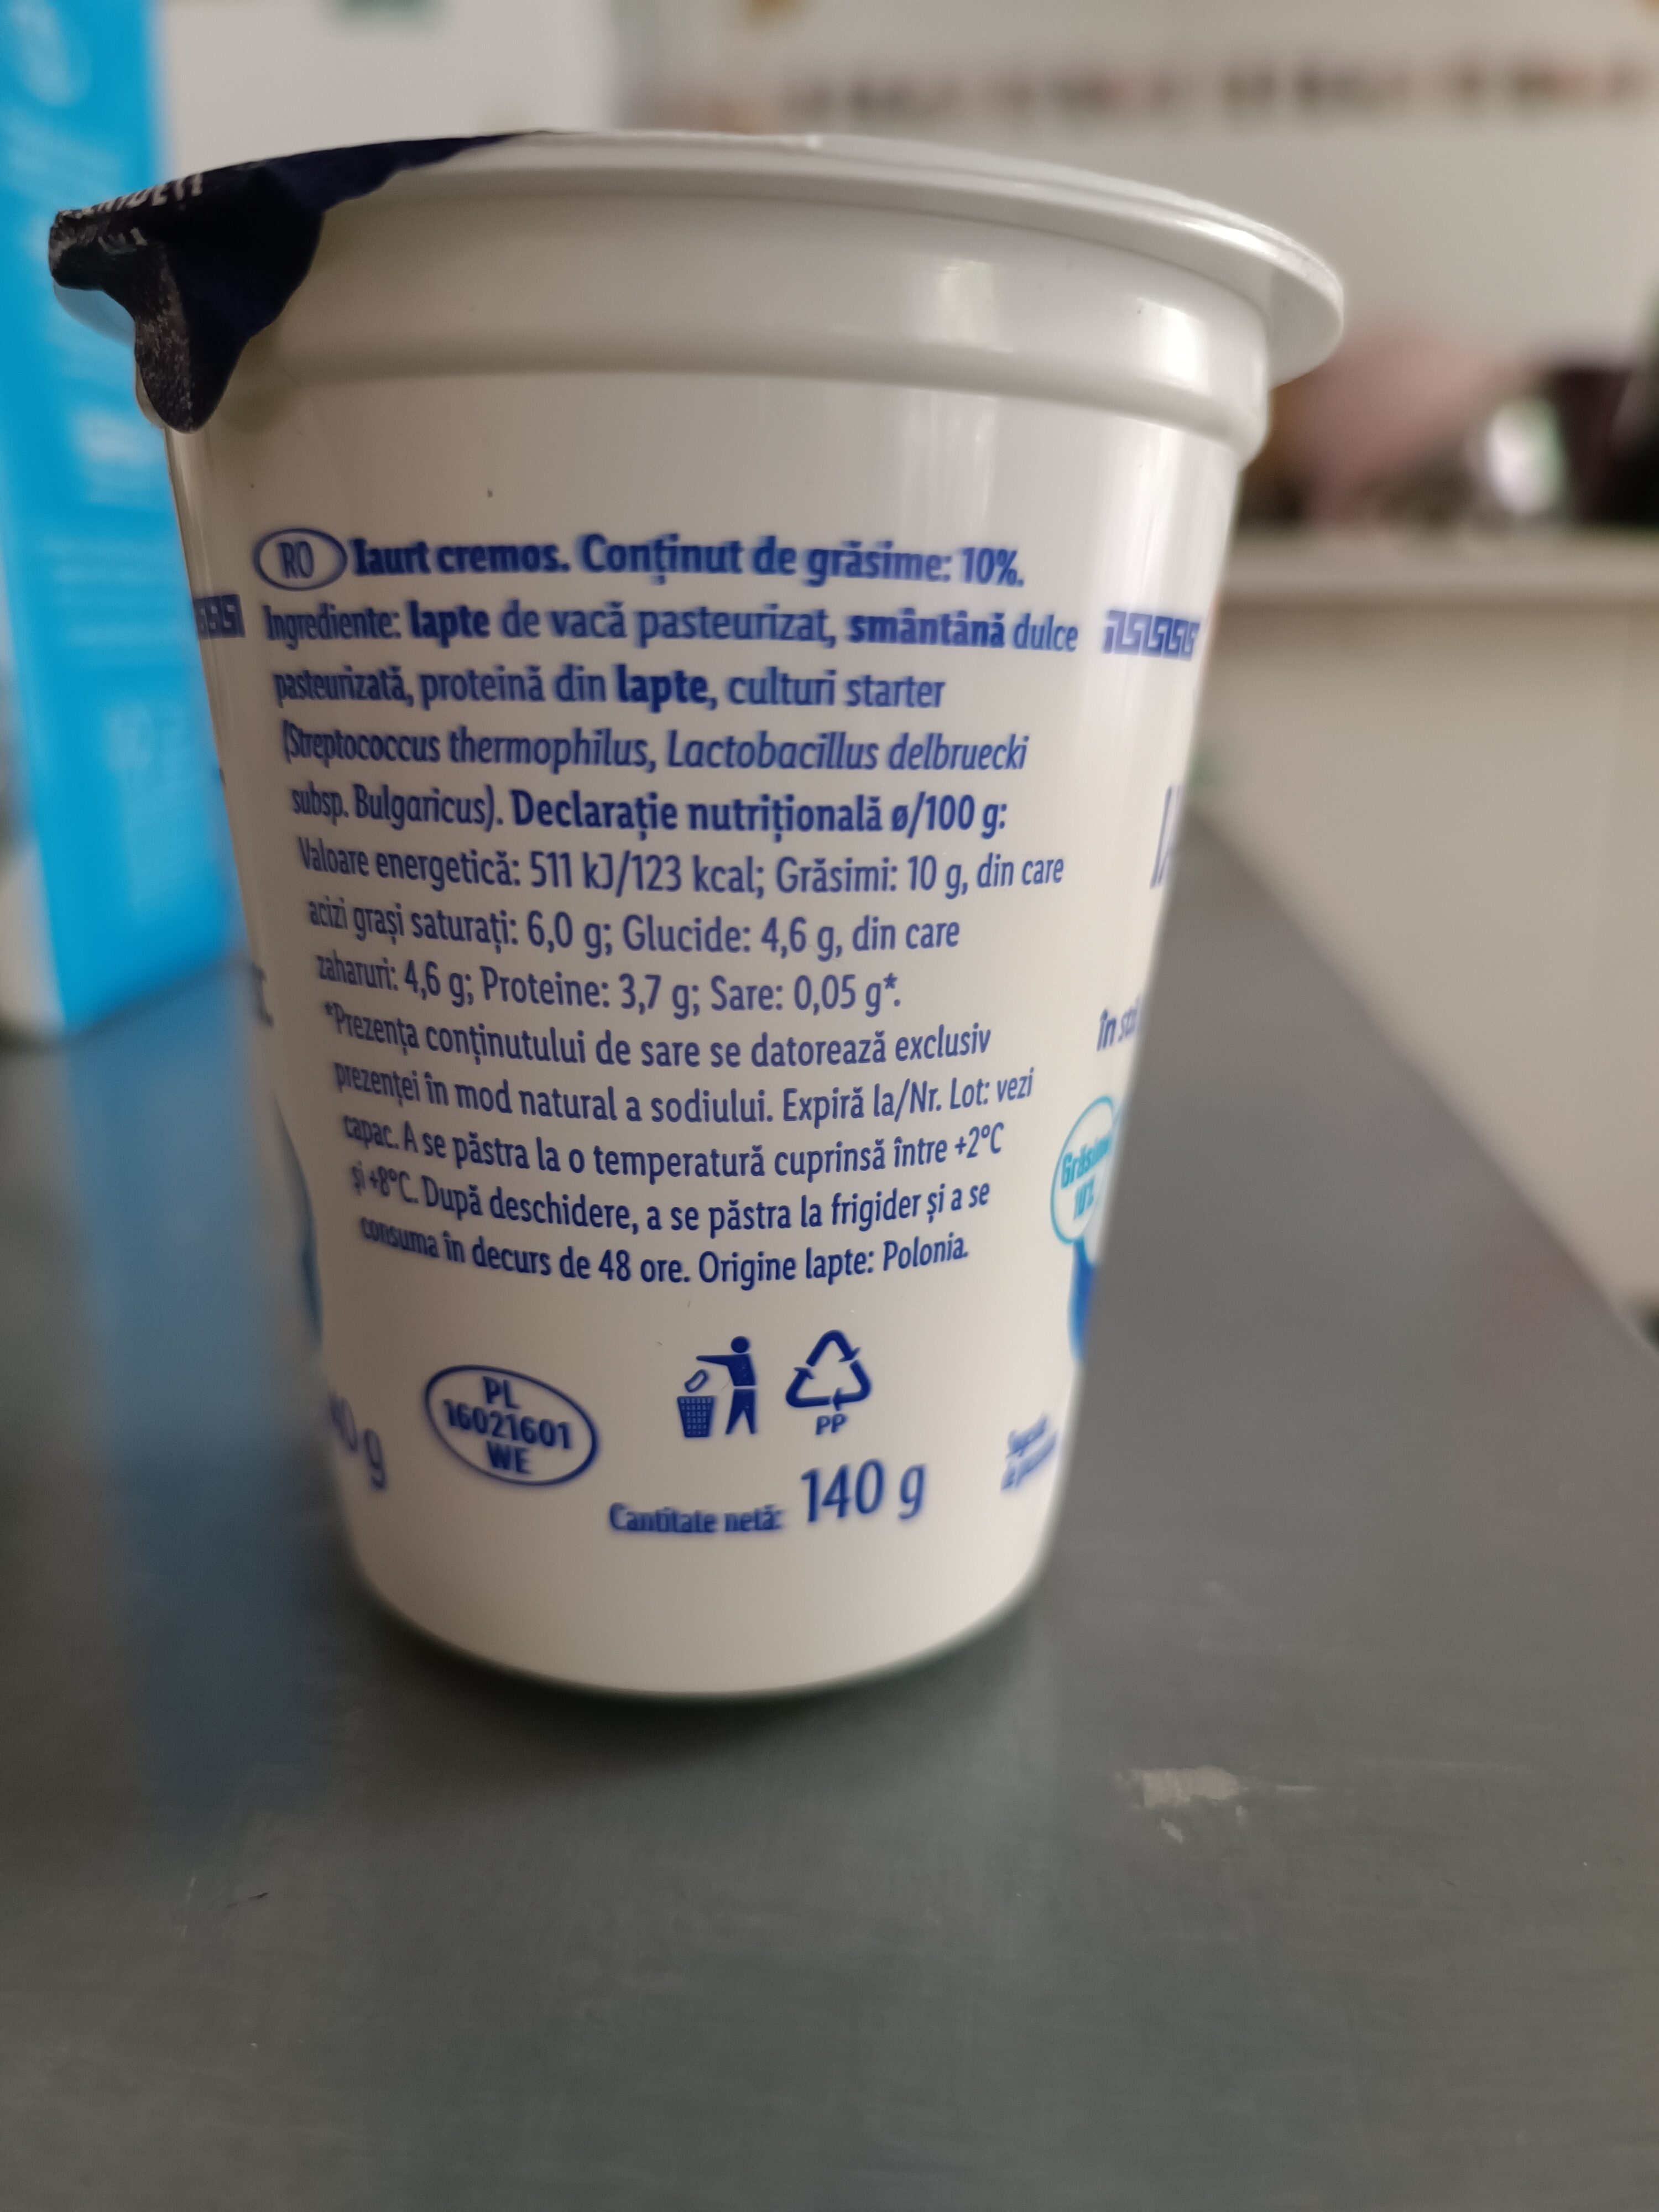 RO Iaurt cremos. Conținut de grăsime: 10%.
Ingrediente: lapte de vacă pasteurizat, smântână dulce
pasteurizată, proteină din lapte, culturi starter
(Streptococcus thermophilus, Lactobacillus delbruecki
subsp. Bulgaricus). Declarație nutrițională ø/100 g:
Valoare energetică: 511 kJ/123 kcal; Grăsimi: 10 g, din care
acizi grași saturați: 6,0 g; Glucide: 4,6 g, din care
zaharuri: 4,6 g; Proteine: 3,7 g; Sare: 0,05 g*.
*Prezența conținutului de sare se datorează exclusiv
prezenței în mod natural a sodiului. Expiră la/Nr. Lot: vezi
capac. A se păstra la o temperatură cuprinsă între +2°C
și +8°C. După deschidere, a se păstra la frigider și a se
consuma în decurs de 48 ore. Origine lapte: Polonia.
în
Grăsime
10%
PL
16021601
WE
PP
Cantitate netă: 140 g